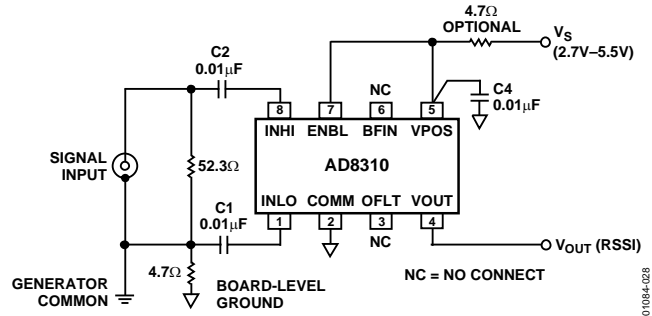 4.7Ω
OPTIONAL
VS
(2.7V–5.5V)
C2
0.01μF
NC
C4
0.01μF
8
7
6
5
INHI ENBL BFIN VPOS
SIGNAL
INPUT
52.3Ω
AD8310
C1
0.01μF
INLO COMM OFLT VOUT
1
2
3
4
NC
VOUT (RSSI)
4.7Ω
GENERATOR
COMMON
BOARD-LEVEL
GROUND
NC = NO CONNECT
01084-028